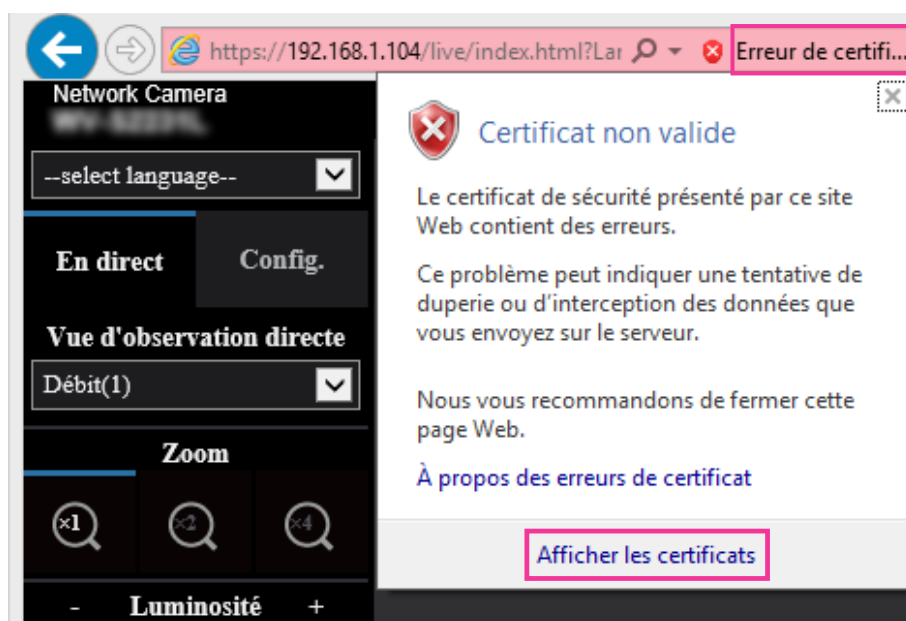 https://192.168.1.104/live/index.html?Lar
Erreur de certifi...
Network Camera
--select language--
En direct
Config.
Vue d'observation directe
Débit(1)
Zoom
×1
×2
×4
- Luminosité +
Certificat non valide
Le certificat de sécurité présenté par ce site
Web contient des erreurs.
Ce problème peut indiquer une tentative de
duperie ou d'interception des données que
vous envoyez sur le serveur.
Nous vous recommandons de fermer cette
page Web.
À propos des erreurs de certificat
Afficher les certificats